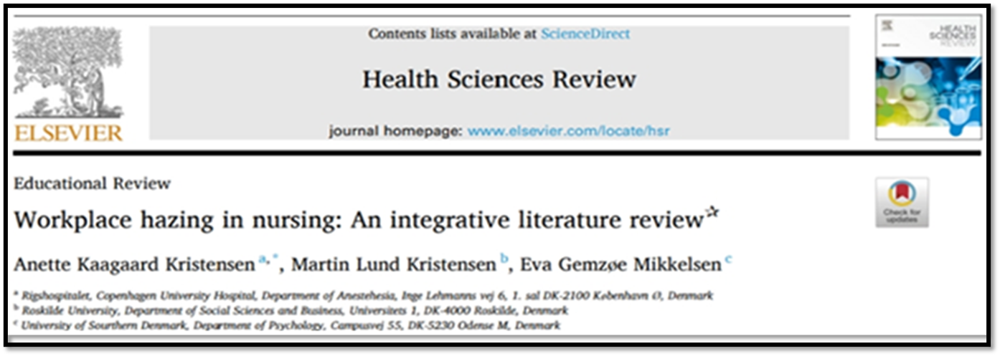 Contents lists available at ScienceDirect
Health Sciences Review
journal homepage: www.elsevier.com/locate/hsr
ELSEVIER
HEALTH
SCIENCES
REVIEW
Educational Review
Workplace hazing in nursing: An integrative literature review☆
Check for
updates
Anette Kaagaard Kristensen a,*, Martin Lund Kristensen b, Eva Gemzøe Mikkelsen c
a Rigshospitalet, Copenhagen University Hospital, Department of Anestehesia, Inge Lehmanns vej 6, 1. sal DK-2100 København Ø, Denmark
b Roskilde University, Department of Social Sciences and Business, Universitets 1, DK-4000 Roskilde, Denmark
c University of Sourthern Denmark, Department of Psychology, Campusvej 55, DK-5230 Odense M, Denmark